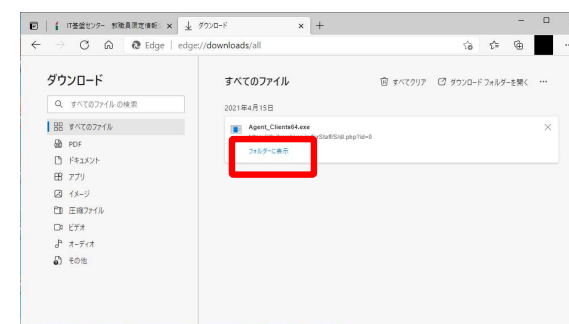 IT基盤センター 教職員限定情報
ダウンロード
Edge
edge://downloads/all
ダウンロード
すべてのファイル の検索
すべてのファイル
PDF
ドキュメント
アプリ
イメージ
圧縮ファイル
ビデオ
オーディオ
その他
すべてのファイル
すべてクリア
ダウンロード フォルダーを開く
2021年4月15日
Agent_Cliente64.exe
Staff/Sldt.php?id=0
フォルダーに表示